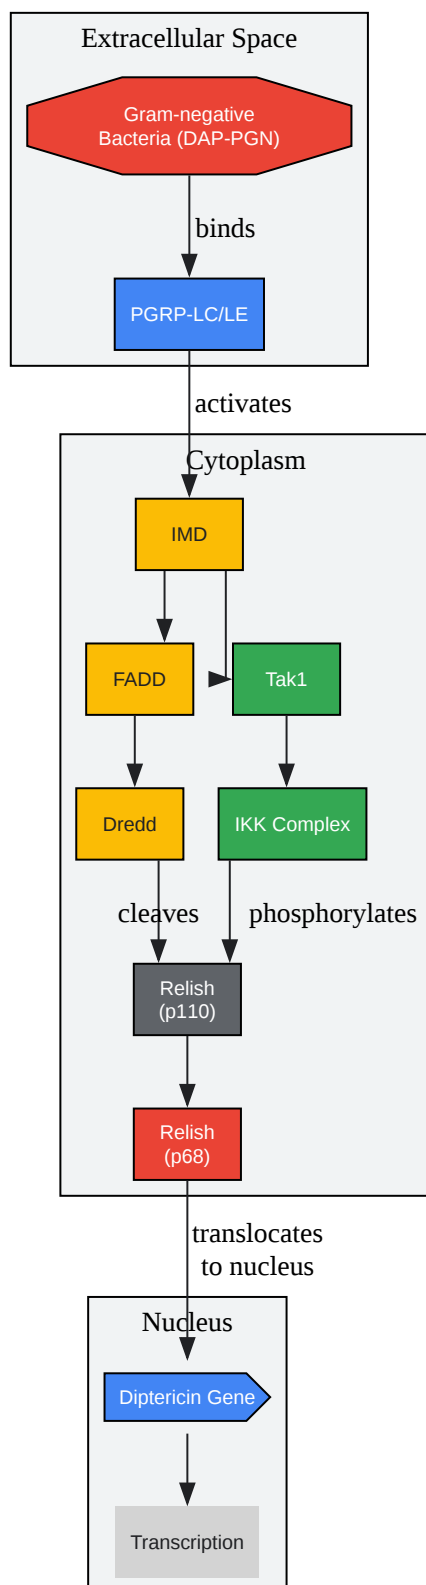 Extracellular Space
Gram-negative
Bacteria (DAP-PGN)
binds
PGRP-LC/LE
activates
Cytoplasm
IMD
FADD
Tak1
Dredd
IKK Complex
cleaves
phosphorylates
Relish
(p110)
Relish
(p68)
translocates
to nucleus
Nucleus
Diptericin Gene
Transcription